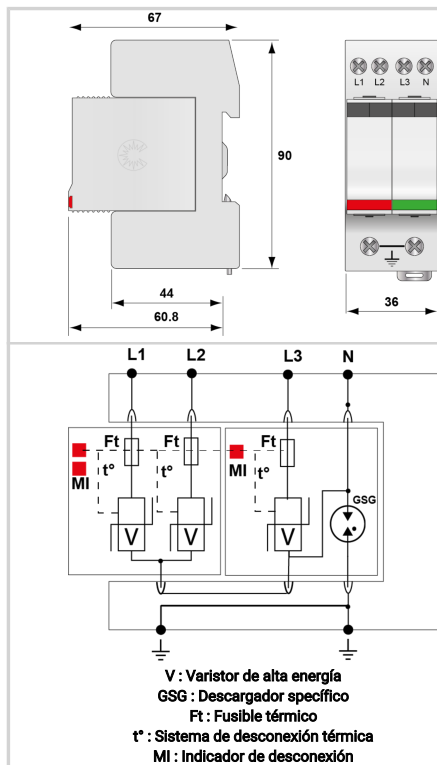 67
L1 L2 L3 N
90
44
36
60.8
L1 L2 L3 N
Ft Ft Ft
MI
t° t° t°
MI
GSG
V V V
V : Varistor de alta energía
GSG : Descargador specífico
Ft : Fusible térmico
t° : Sistema de desconexión térmica
MI : Indicador de desconexión